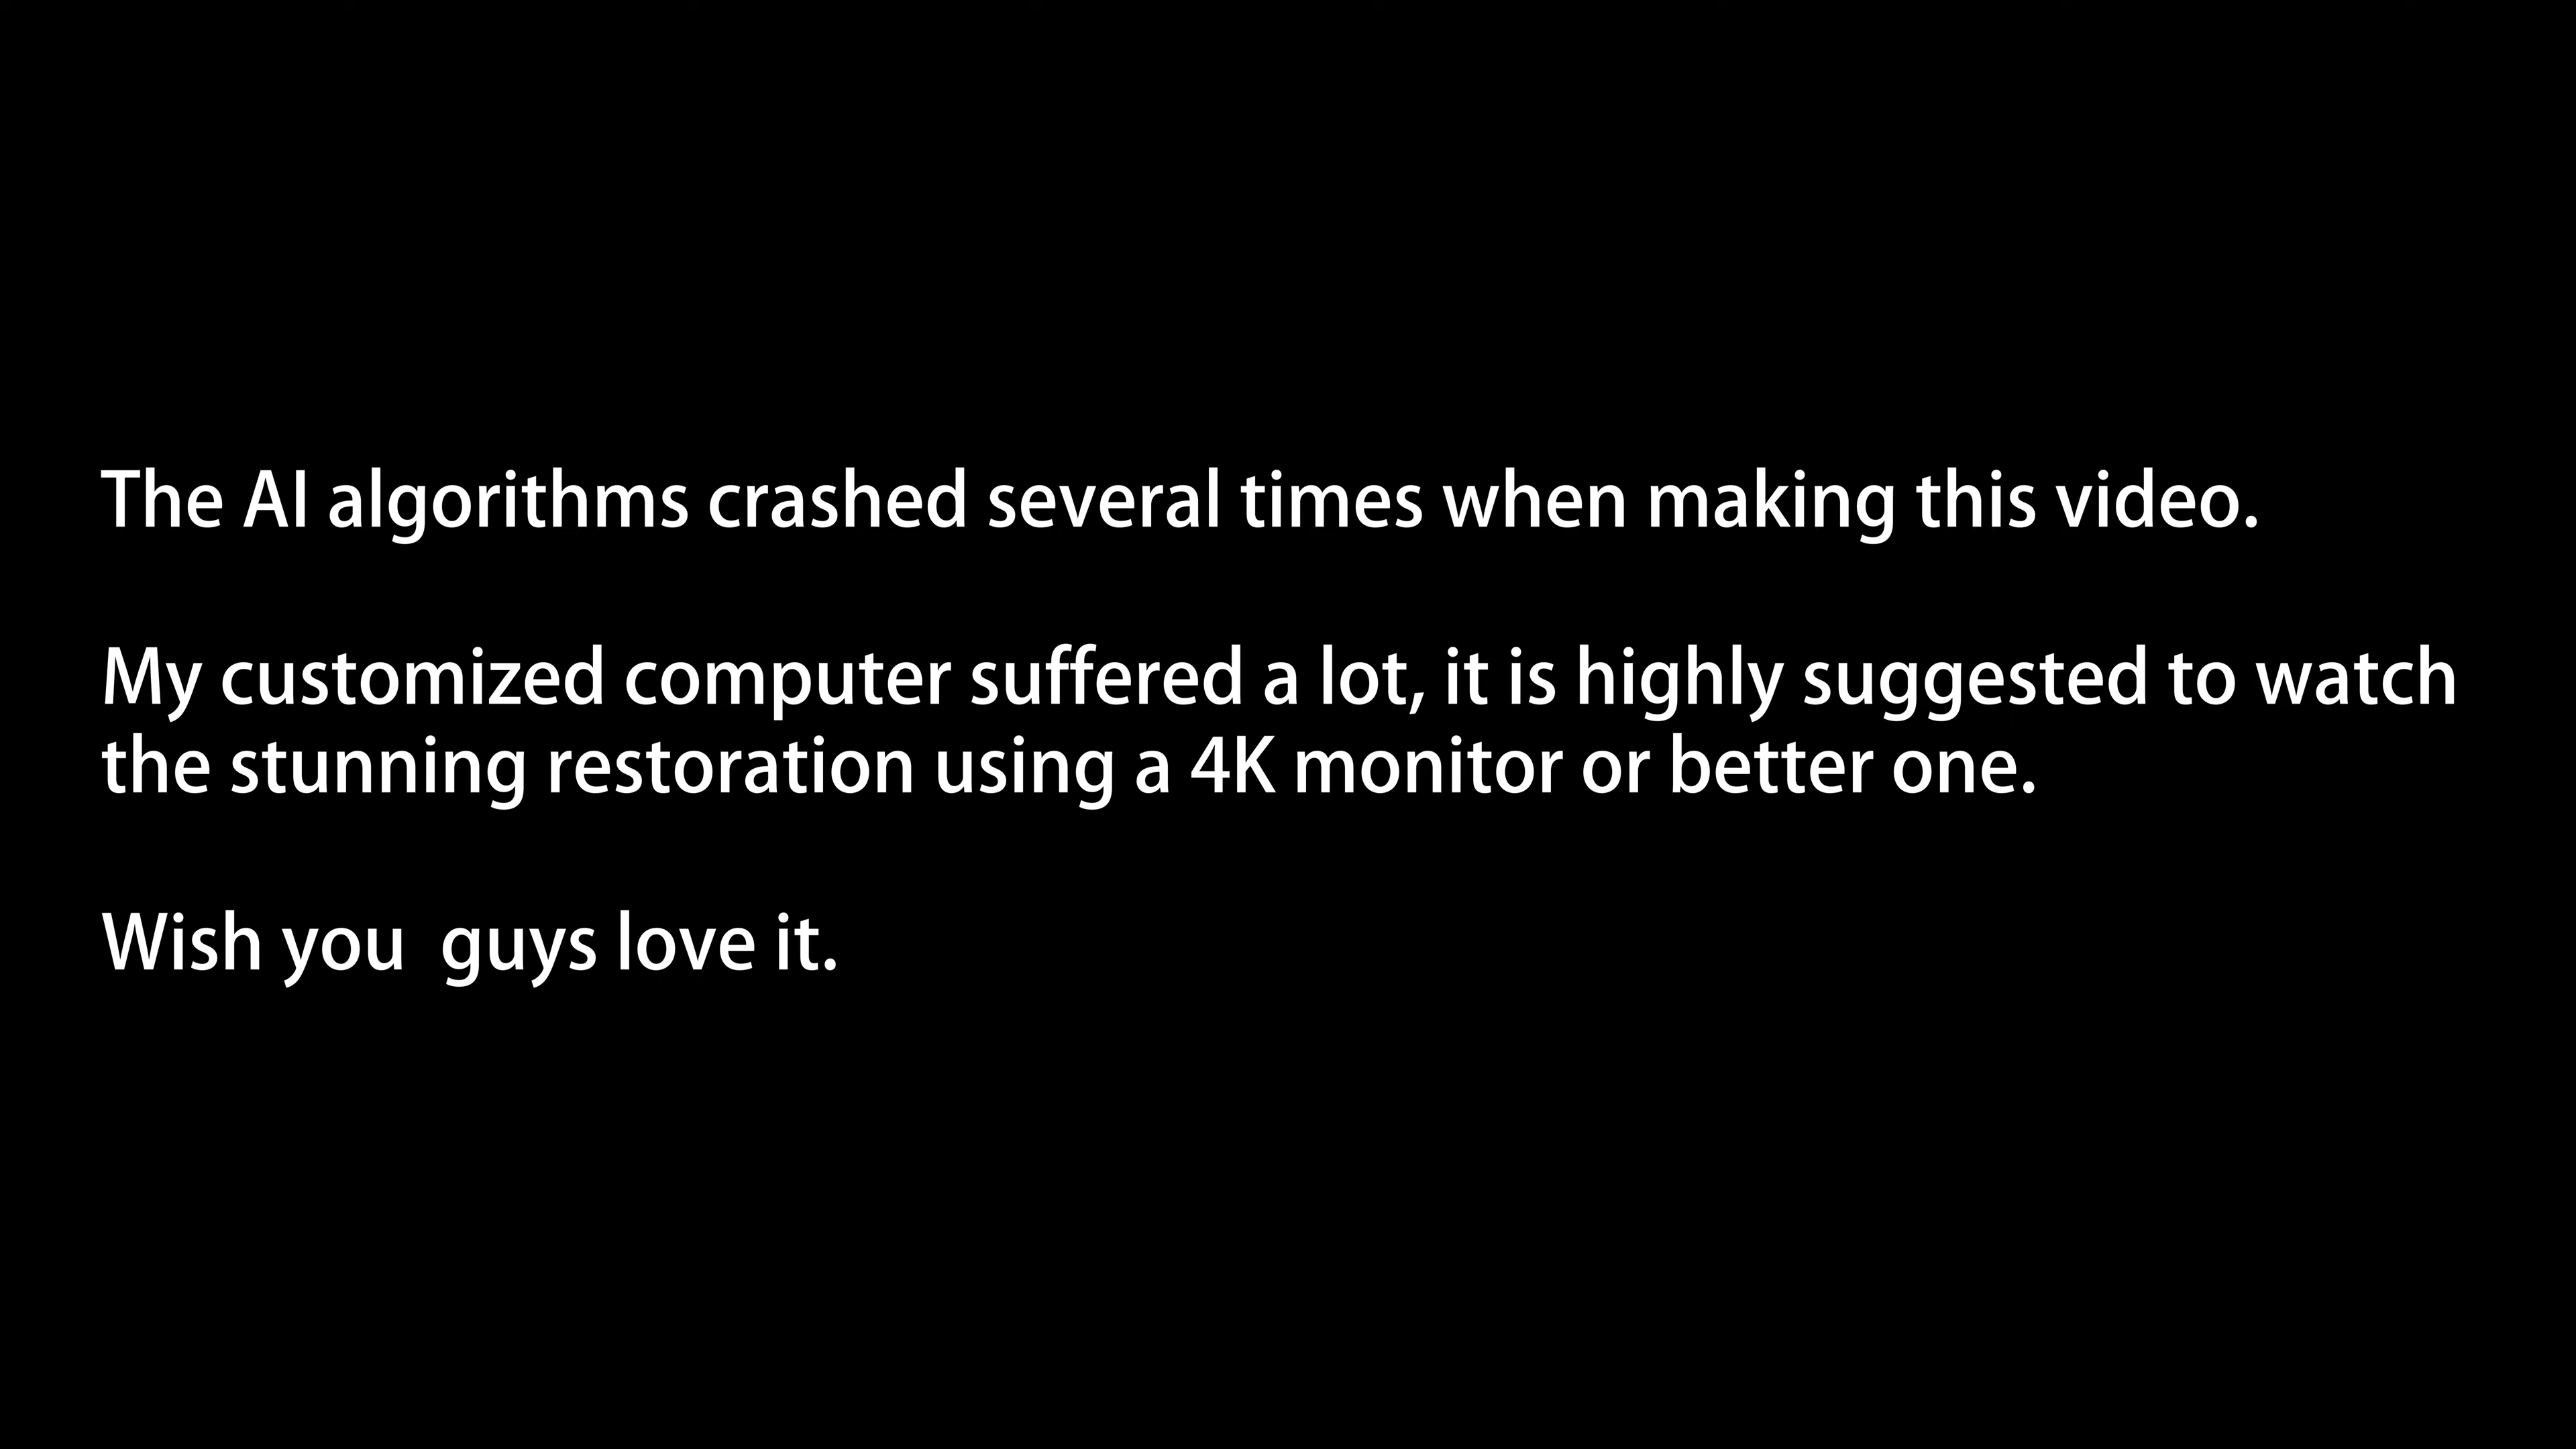 The AI algorithms crashed several times when making this video.
My customized computer suffered a lot, it is highly suggested to watch
the stunning restoration using a 4K monitor or better one.
Wish you  guys love it.